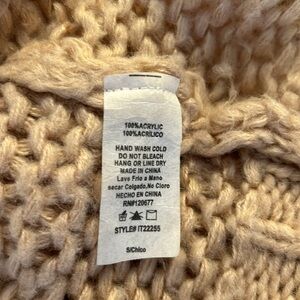 100%ACRYLIC
100%ACRILICO
HAND WASH COLD
DO NOT BLEACH
HANG OR LINE DRY
MADE IN CHINA
Lave Frio a Mano
secar Colgado,No Cloro
HECHO EN CHINA
RN#120677
STYLE# IT22255
S/Chico